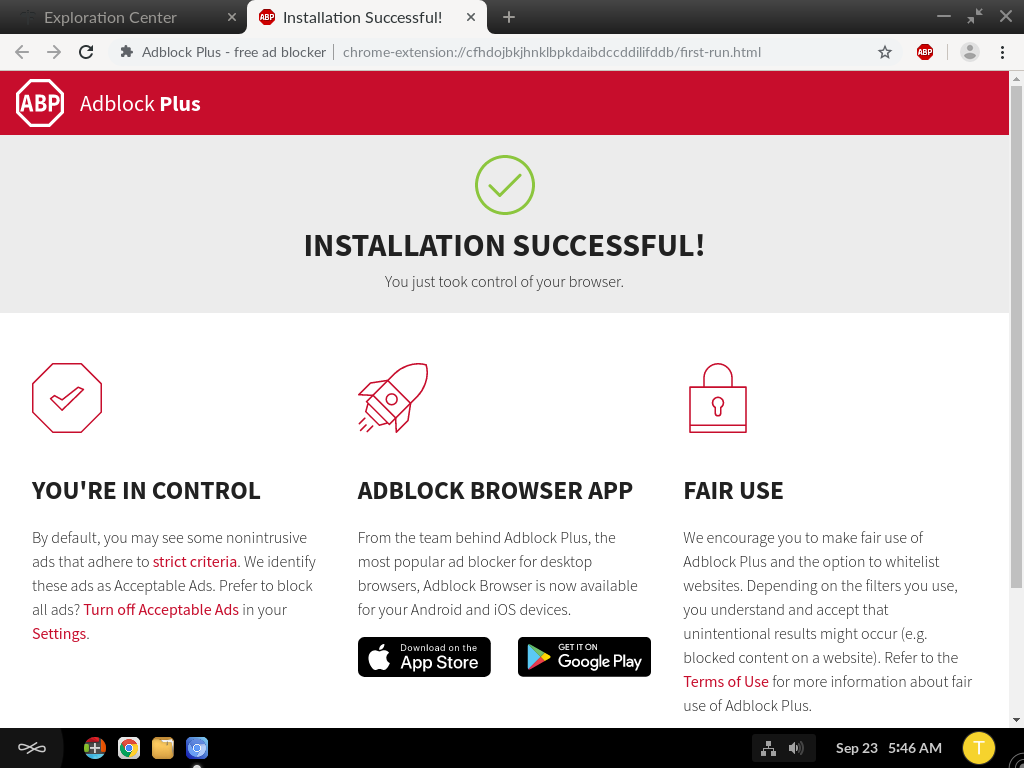 Exploration Center
ABP Installation Successful!
Adblock Plus - free ad blocker chrome-extension://cfhdojbkjhnklbpkdaibdccddilifddb/first-run.html
ABP
ABP Adblock Plus
INSTALLATION SUCCESSFUL!
You just took control of your browser.
YOU'RE IN CONTROL
By default, you may see some nonintrusive
ads that adhere to strict criteria. We identify
these ads as Acceptable Ads. Prefer to block
all ads? Turn off Acceptable Ads in your
Settings.
ADBLOCK BROWSER APP
From the team behind Adblock Plus, the
most popular ad blocker for desktop
browsers, Adblock Browser is now available
for your Android and iOS devices.
Download on the
App Store
GET IT ON
Google Play
FAIR USE
We encourage you to make fair use of
Adblock Plus and the option to whitelist
websites. Depending on the filters you use,
you understand and accept that
unintentional results might occur (e.g.
blocked content on a website). Refer to the
Terms of Use for more information about fair
use of Adblock Plus.
Sep 23 5:46 AM
T